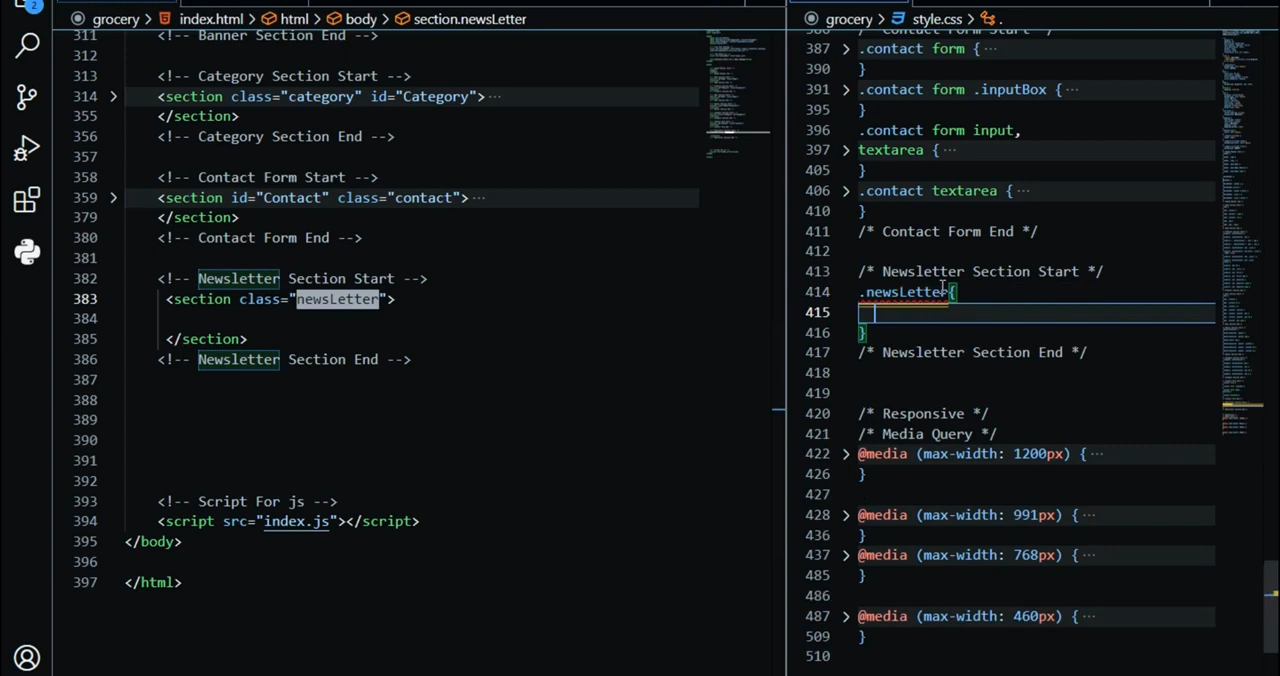 2
grocery > index.html > html > body > section.newsLetter
311 <!-- Banner Section End -->
312
313 <!-- Category Section Start -->
314 > <section class="category" id="Category"> ···
355 </section>
356 <!-- Category Section End -->
357
358 <!-- Contact Form Start -->
359 > <section id="Contact" class="contact"> ···
379 </section>
380 <!-- Contact Form End -->
381
382 <!-- Newsletter Section Start -->
383 <section class="newsLetter">
384
385 </section>
386 <!-- Newsletter Section End -->
387
388
389
390
391
392
393 <!-- Script For js -->
394 <script src="index.js"></script>
395 </body>
396
397 </html>
grocery > style.css > .
386 /* Contact Form Start */
387 > .contact form { ···
390 }
391 > .contact form .inputBox { ···
395 }
396 .contact form input,
397 > textarea { ···
405 }
406 > .contact textarea { ···
410 }
411 /* Contact Form End */
412
413 /* Newsletter Section Start */
414 .newsLetter{
415
416 }
417 /* Newsletter Section End */
418
419
420 /* Responsive */
421 /* Media Query */
422 > @media (max-width: 1200px) { ···
426 }
427
428 > @media (max-width: 991px) { ···
436 }
437 > @media (max-width: 768px) { ···
485 }
486
487 > @media (max-width: 460px) { ···
509 }
510